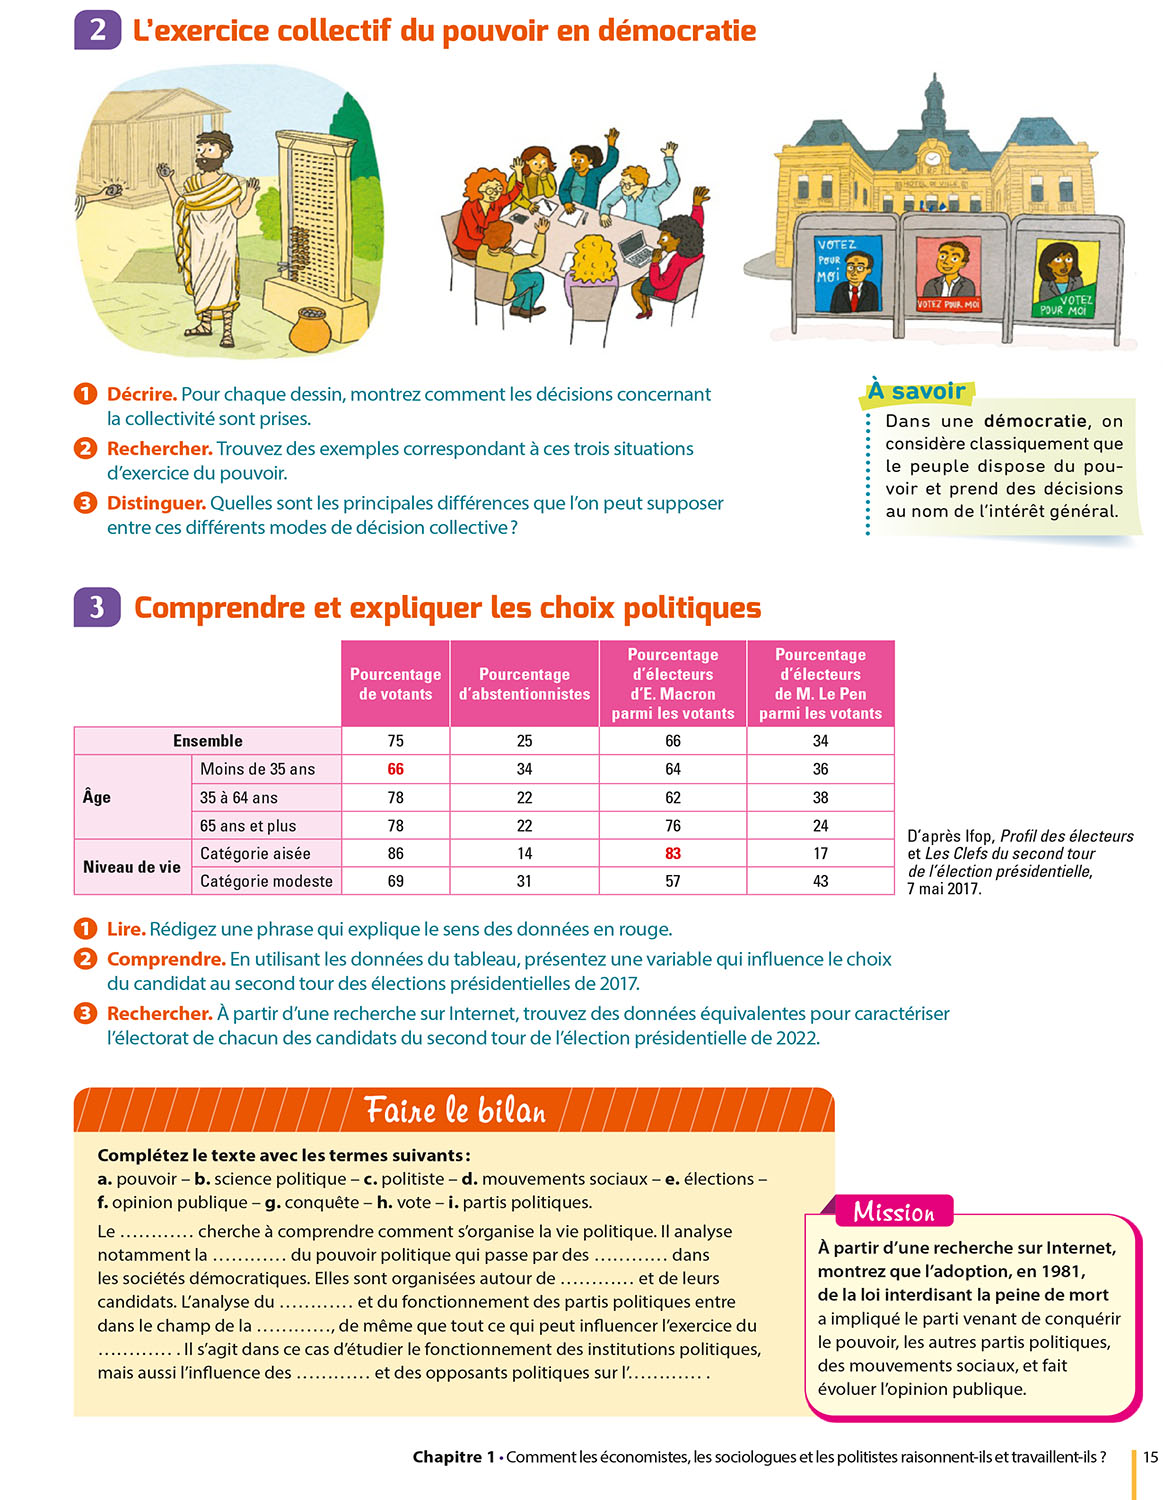 2 L'exercice collectif du pouvoir en démocratie
HÔTEL DE VILLE
RF
VOTEZ
POUR
MOI
VOTEZ POUR MOI
VOTEZ
POUR MOI
1 Décrire. Pour chaque dessin, montrez comment les décisions concernant
la collectivité sont prises.
2 Rechercher. Trouvez des exemples correspondant à ces trois situations
d'exercice du pouvoir.
3 Distinguer. Quelles sont les principales différences que l'on peut supposer
entre ces différents modes de décision collective ?
À savoir
Dans une démocratie, on
considère classiquement que
le peuple dispose du pou-
voir et prend des décisions
au nom de l'intérêt général.
3 Comprendre et expliquer les choix politiques
Pourcentage
de votants
Pourcentage
d'abstentionnistes
Pourcentage
d'électeurs
d'E. Macron
parmi les votants
Pourcentage
d'électeurs
de M. Le Pen
parmi les votants
Ensemble 75 25 66 34
Âge
Moins de 35 ans 66 34 64 36
35 à 64 ans 78 22 62 38
65 ans et plus 78 22 76 24
Niveau de vie
Catégorie aisée 86 14 83 17
Catégorie modeste 69 31 57 43
D'après Ifop, Profil des électeurs
et Les Clefs du second tour
de l'élection présidentielle,
7 mai 2017.
1 Lire. Rédigez une phrase qui explique le sens des données en rouge.
2 Comprendre. En utilisant les données du tableau, présentez une variable qui influence le choix
du candidat au second tour des élections présidentielles de 2017.
3 Rechercher. À partir d'une recherche sur Internet, trouvez des données équivalentes pour caractériser
l'électorat de chacun des candidats du second tour de l'élection présidentielle de 2022.
Faire le bilan
Complétez le texte avec les termes suivants :
a. pouvoir – b. science politique – c. politiste – d. mouvements sociaux – e. élections –
f. opinion publique – g. conquête – h. vote – i. partis politiques.
Le ............ cherche à comprendre comment s'organise la vie politique. Il analyse
notamment la ............ du pouvoir politique qui passe par des ............ dans
les sociétés démocratiques. Elles sont organisées autour de ............ et de leurs
candidats. L'analyse du ............ et du fonctionnement des partis politiques entre
dans le champ de la ............, de même que tout ce qui peut influencer l'exercice du
............ . Il s'agit dans ce cas d'étudier le fonctionnement des institutions politiques,
mais aussi l'influence des ............ et des opposants politiques sur l'............ .
Mission
À partir d'une recherche sur Internet,
montrez que l'adoption, en 1981,
de la loi interdisant la peine de mort
a impliqué le parti venant de conquérir
le pouvoir, les autres partis politiques,
des mouvements sociaux, et fait
évoluer l'opinion publique.
Chapitre 1 • Comment les économistes, les sociologues et les politistes raisonnent-ils et travaillent-ils ? 15